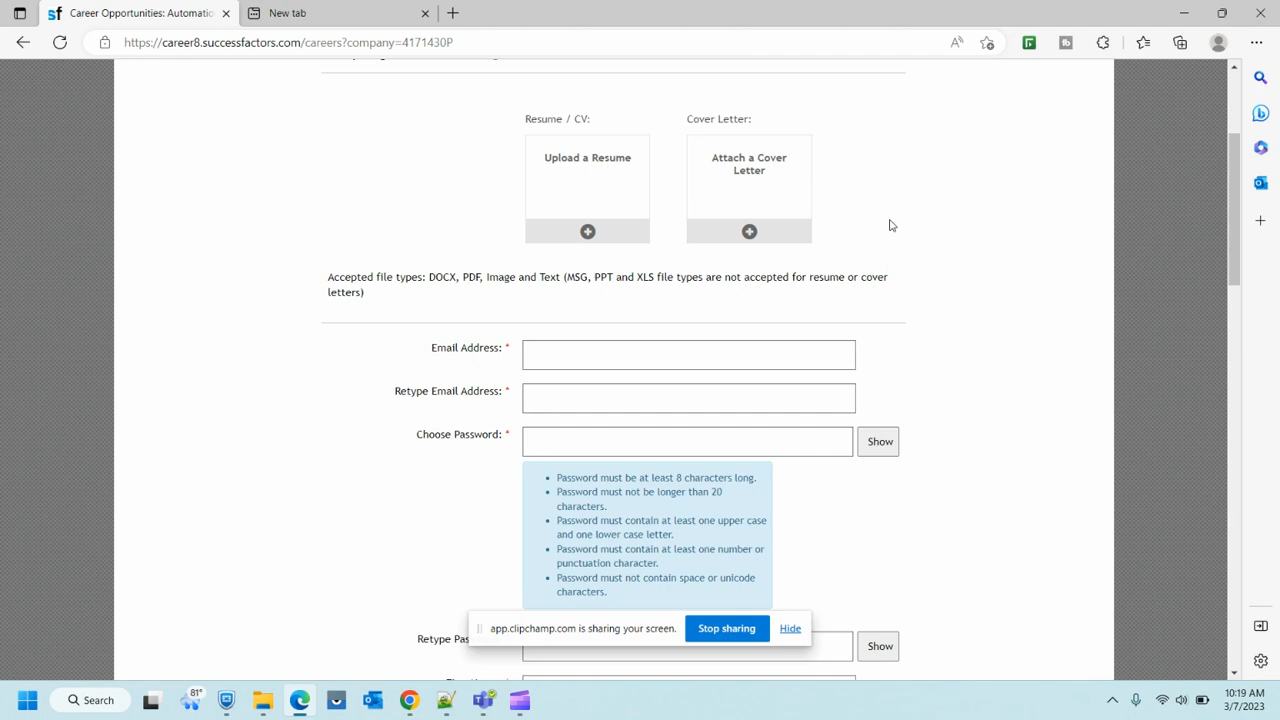 Career Opportunities: Automatio
New tab
https://career8.successfactors.com/careers?company=4171430P
Resume / CV:
Cover Letter:
Upload a Resume
Attach a Cover
Letter
Accepted file types: DOCX, PDF, Image and Text (MSG, PPT and XLS file types are not accepted for resume or cover
letters)
Email Address: *
Retype Email Address: *
Choose Password: *
Show
• Password must be at least 8 characters long.
• Password must not be longer than 20
characters.
• Password must contain at least one upper case
and one lower case letter.
• Password must contain at least one number or
punctuation character.
• Password must not contain space or unicode
characters.
app.clipchamp.com is sharing your screen.
Stop sharing
Hide
Retype Pas
Show
Search
81°
10:19 AM
3/7/2023